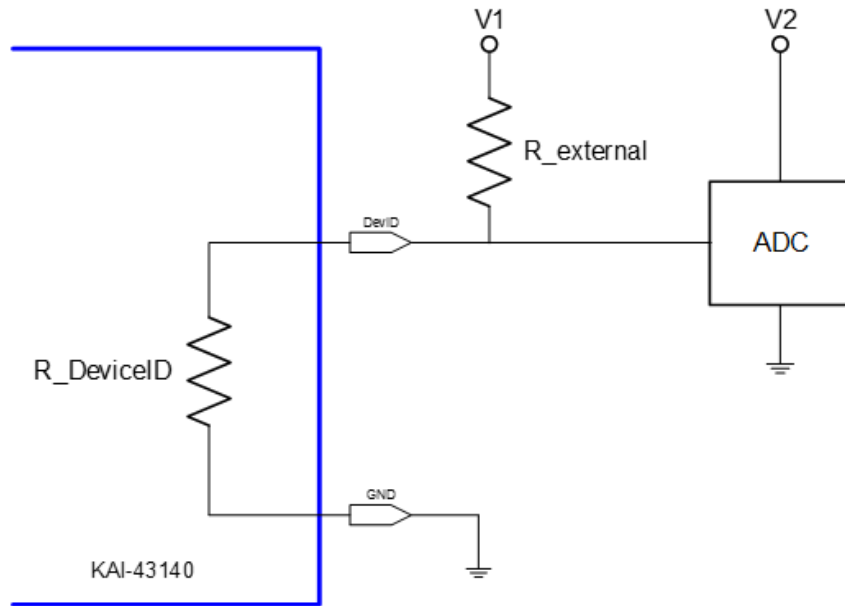 V1
V2
R_external
DevID
ADC
R_DeviceID
GND
KAI-43140